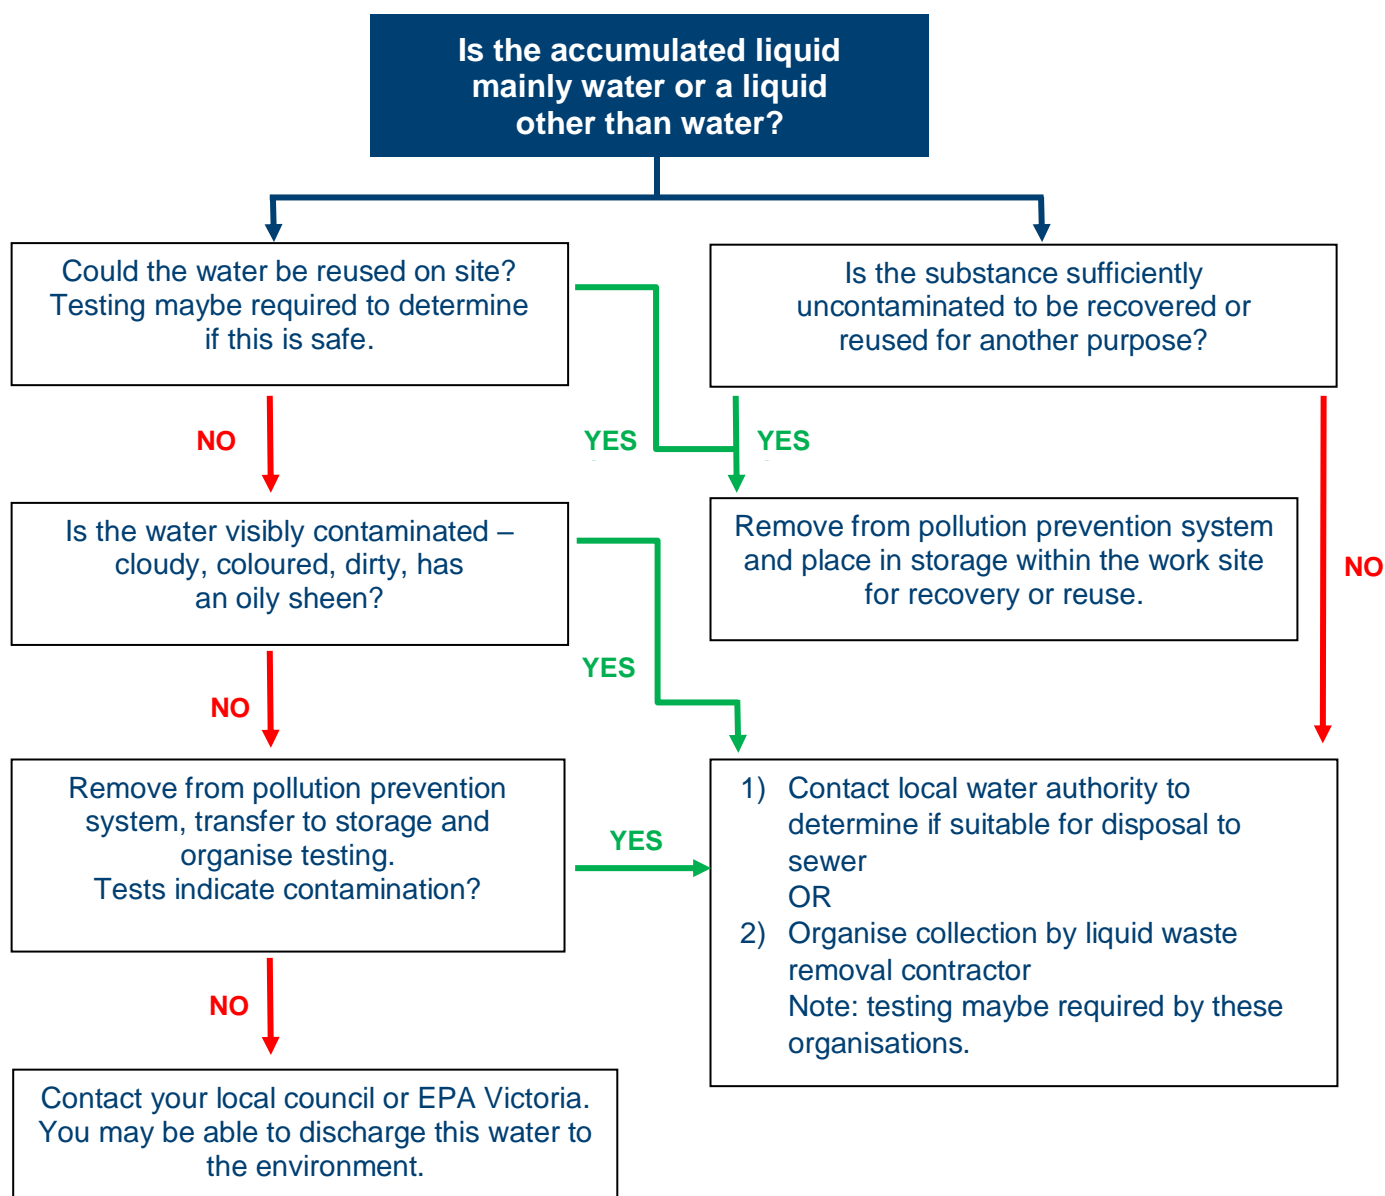 Is the accumulated liquid
mainly water or a liquid
other than water?
Could the water be reused on site?
Testing maybe required to determine
if this is safe.
Is the substance sufficiently
uncontaminated to be recovered or
reused for another purpose?
NO
YES
YES
Is the water visibly contaminated –
cloudy, coloured, dirty, has
an oily sheen?
Remove from pollution prevention system
and place in storage within the work site
for recovery or reuse.
NO
YES
NO
Remove from pollution prevention
system, transfer to storage and
organise testing.
Tests indicate contamination?
YES
1) Contact local water authority to
determine if suitable for disposal to
sewer
OR
2) Organise collection by liquid waste
removal contractor
Note: testing maybe required by these
organisations.
NO
Contact your local council or EPA Victoria.
You may be able to discharge this water to
the environment.